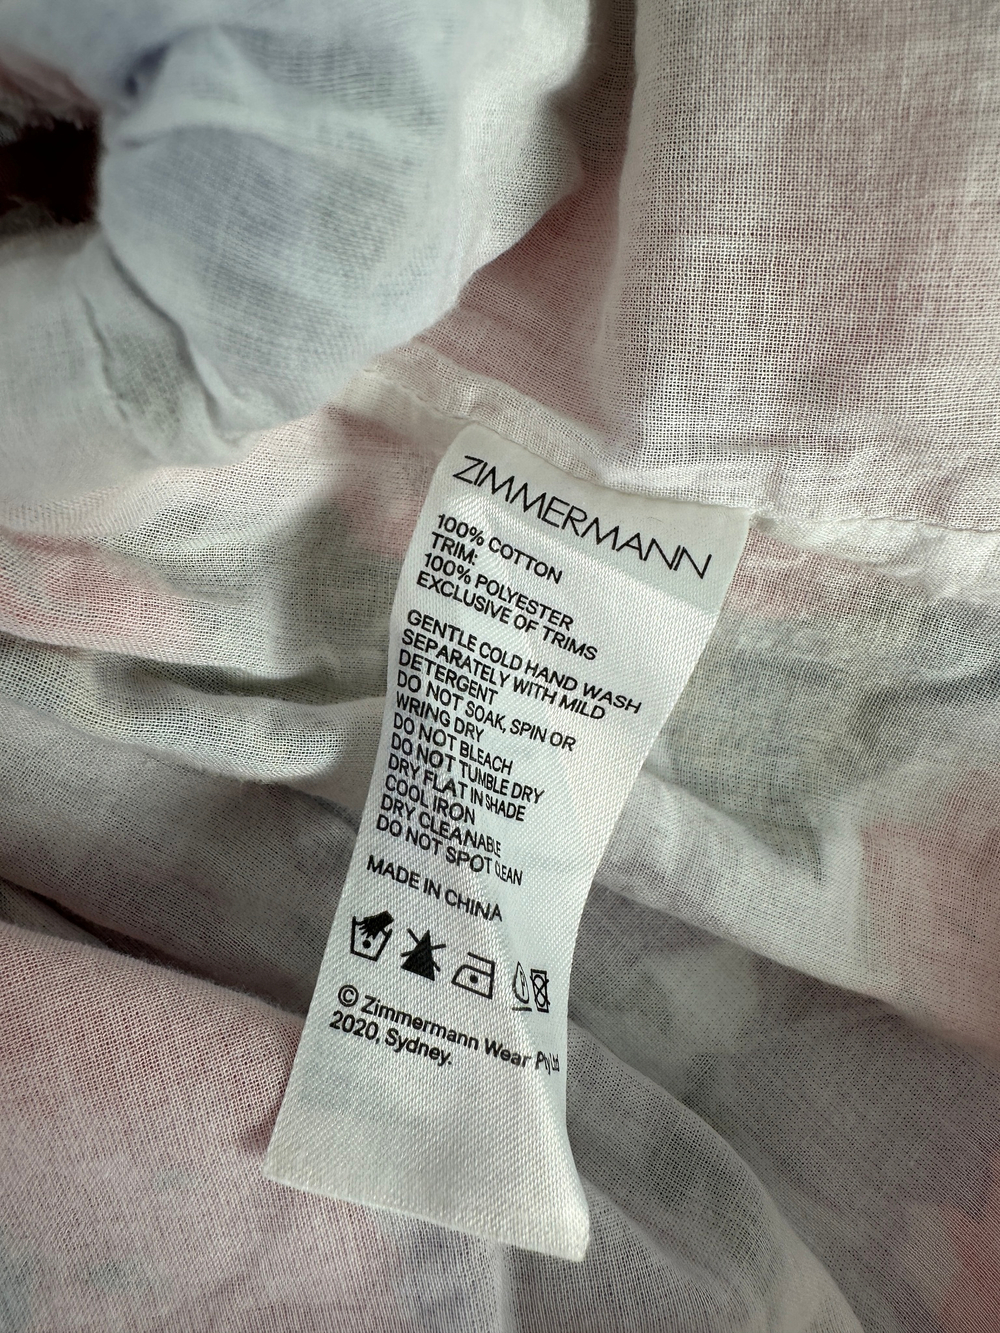 ZIMMERMANN
100% COTTON
TRIM:
100% POLYESTER
EXCLUSIVE OF TRIMS
GENTLE COLD HAND WASH
SEPARATELY WITH MILD
DETERGENT
DO NOT SOAK, SPIN OR
WRING DRY
DO NOT BLEACH
DO NOT TUMBLE DRY
DRY FLAT IN SHADE
COOL IRON
DRY CLEANABLE
DO NOT SPOT CLEAN
MADE IN CHINA
© Zimmermann Wear Pty Ltd
2020, Sydney.